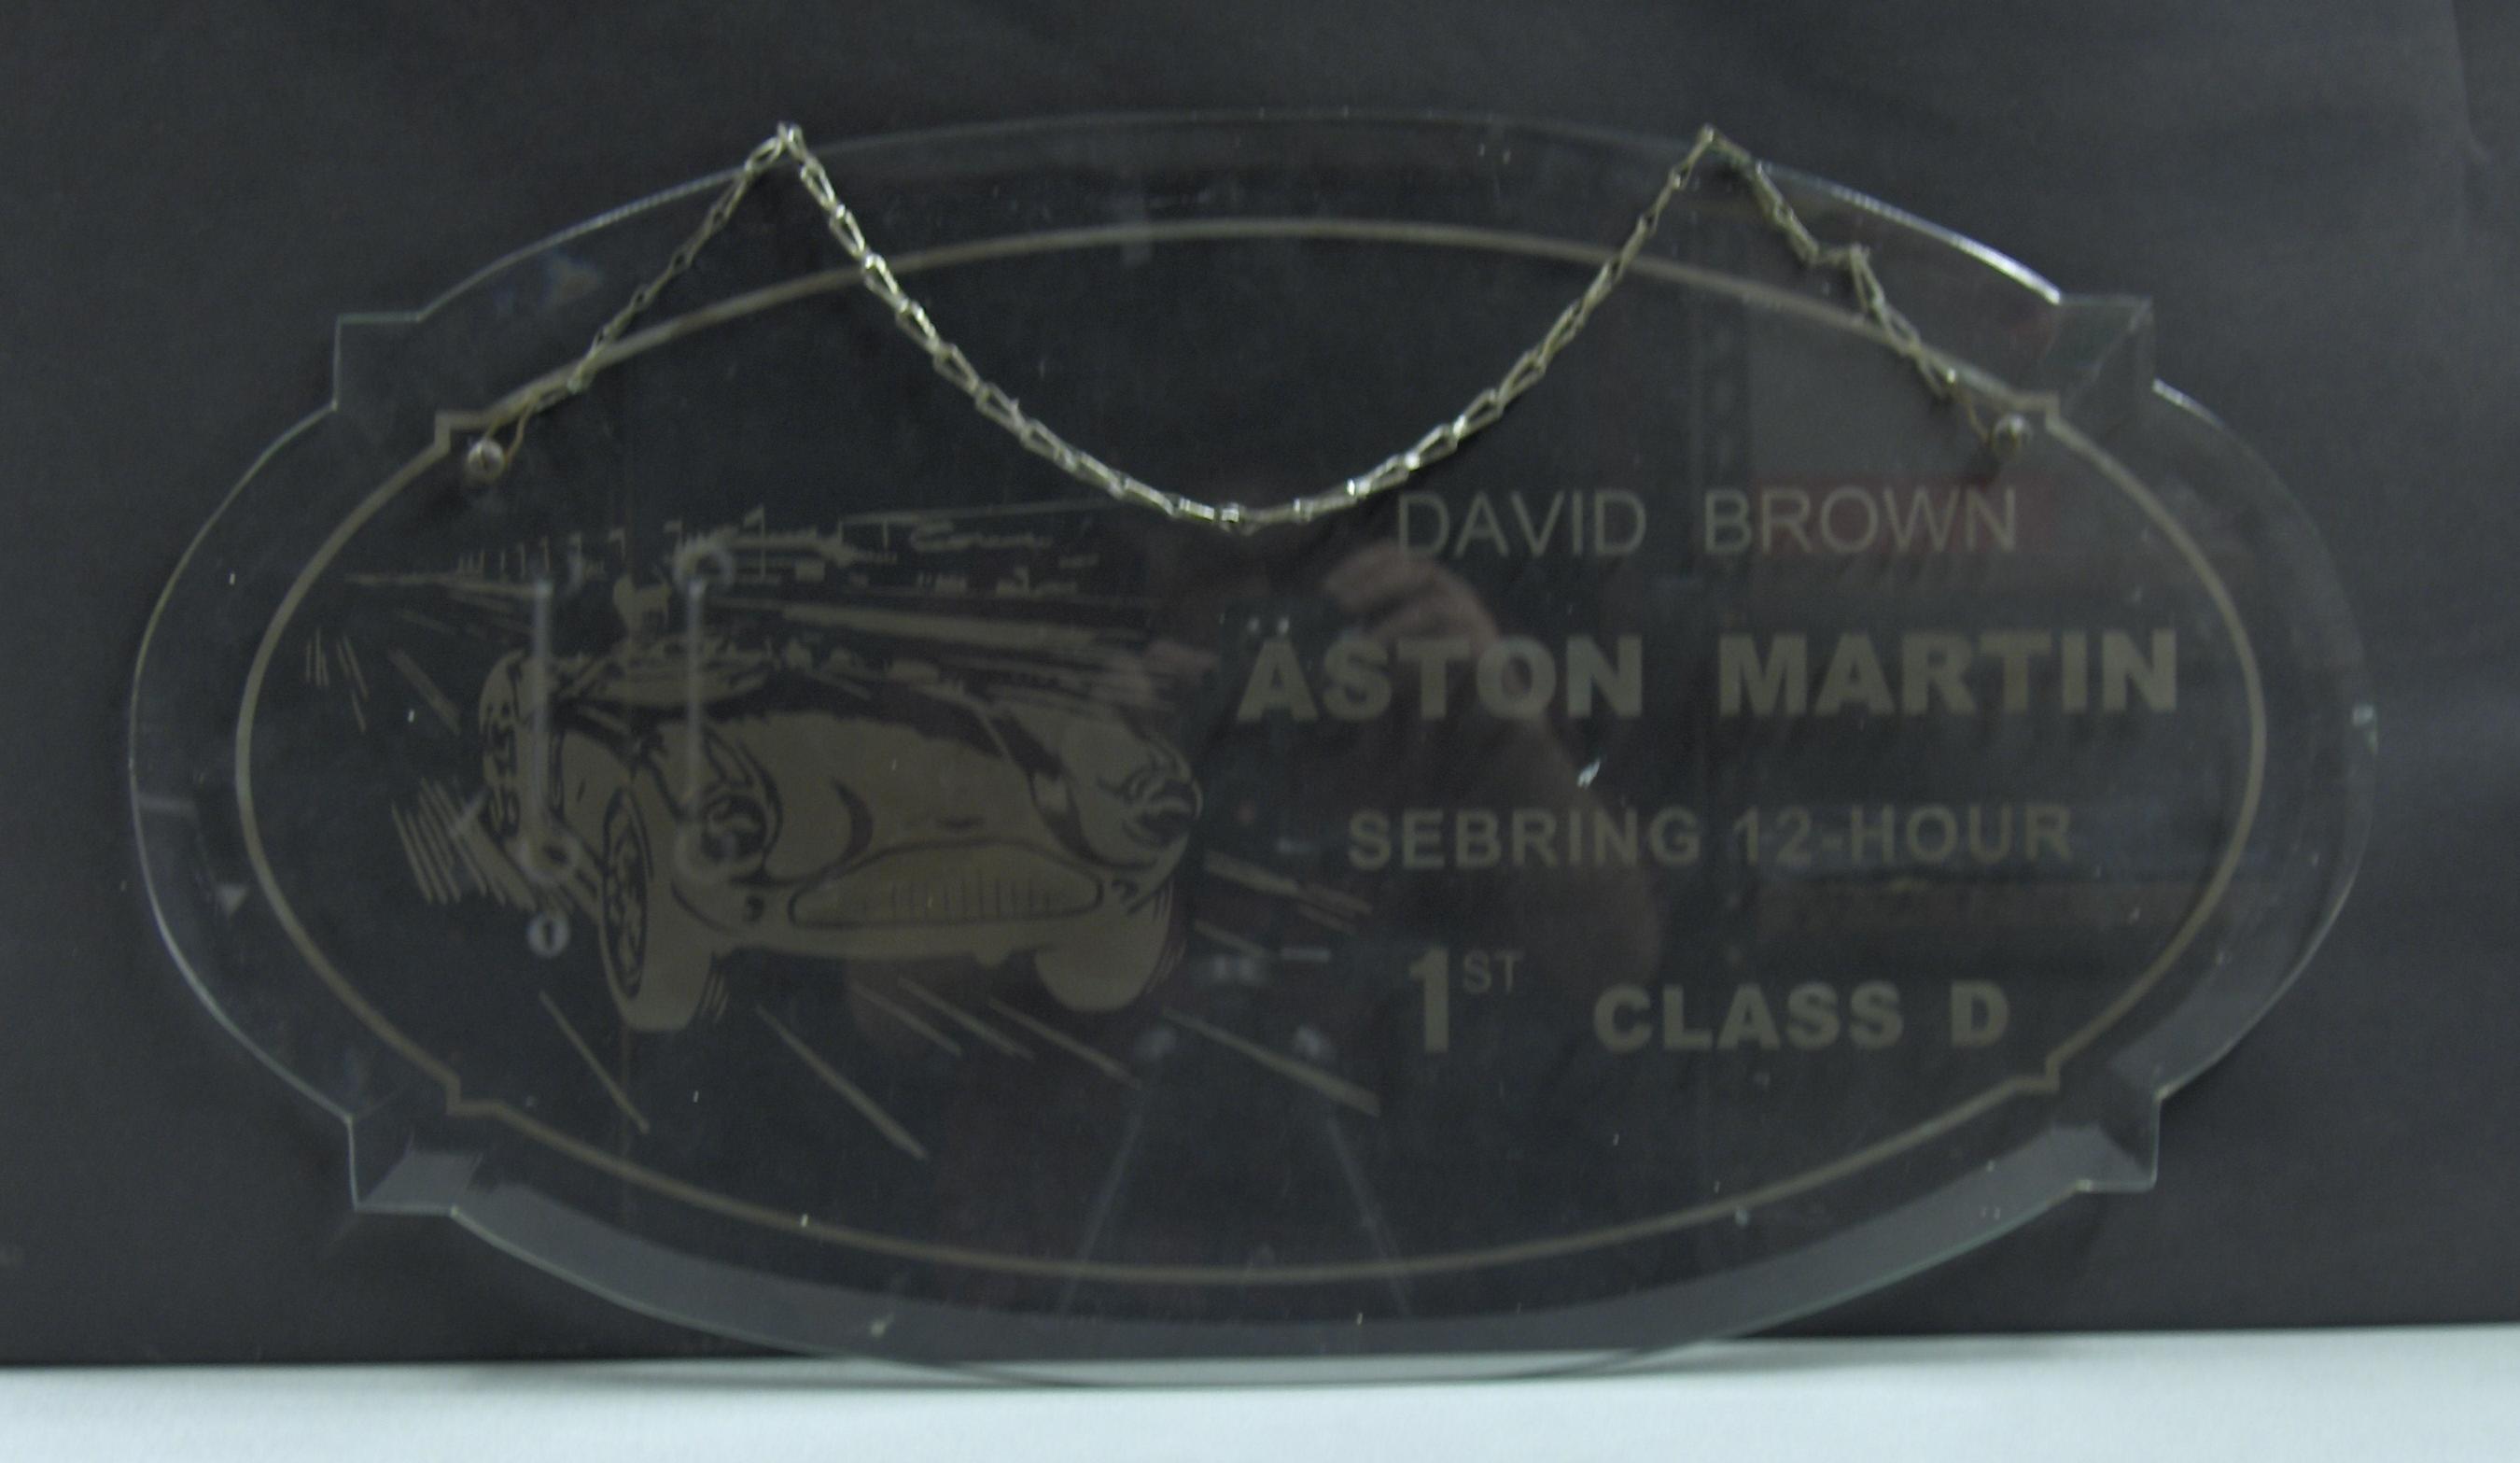 DAVID BROWN
ASTON MARTIN
SEBRING 12-HOUR
1ST CLASS D